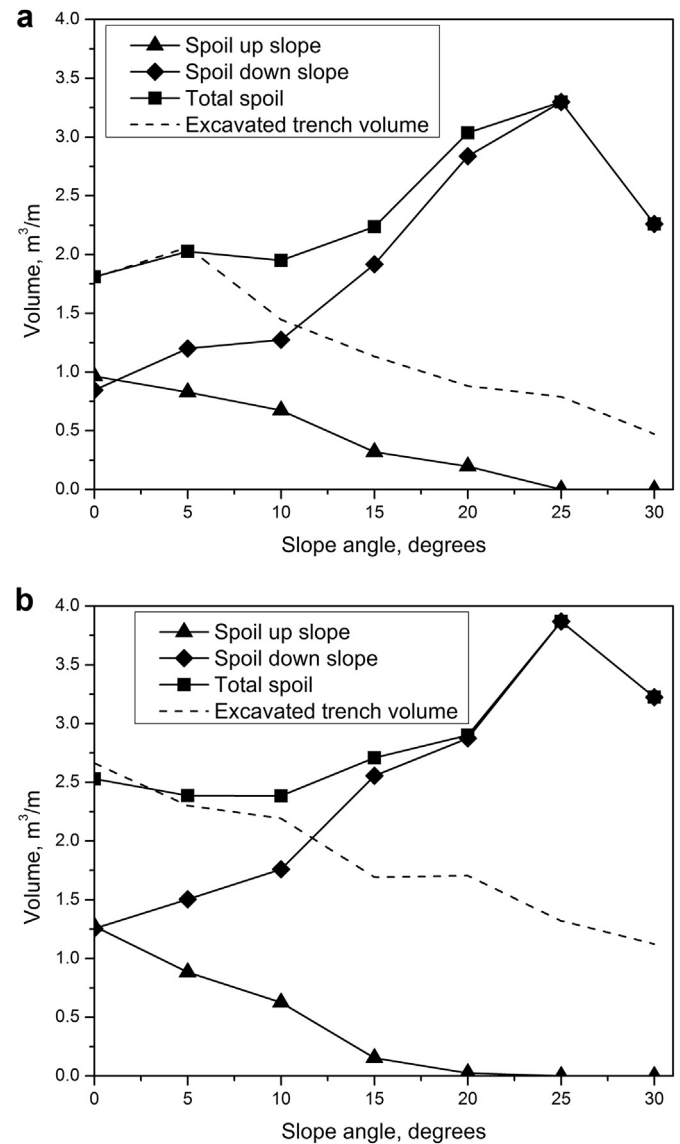 a
4.0
3.5
3.0
2.5
2.0
1.5
1.0
0.5
0.0
Volume, m³/m
Spoil up slope
Spoil down slope
Total spoil
Excavated trench volume
0 5 10 15 20 25 30
Slope angle, degrees
b
4.0
3.5
3.0
2.5
2.0
1.5
1.0
0.5
0.0
Volume, m³/m
Spoil up slope
Spoil down slope
Total spoil
Excavated trench volume
0 5 10 15 20 25 30
Slope angle, degrees